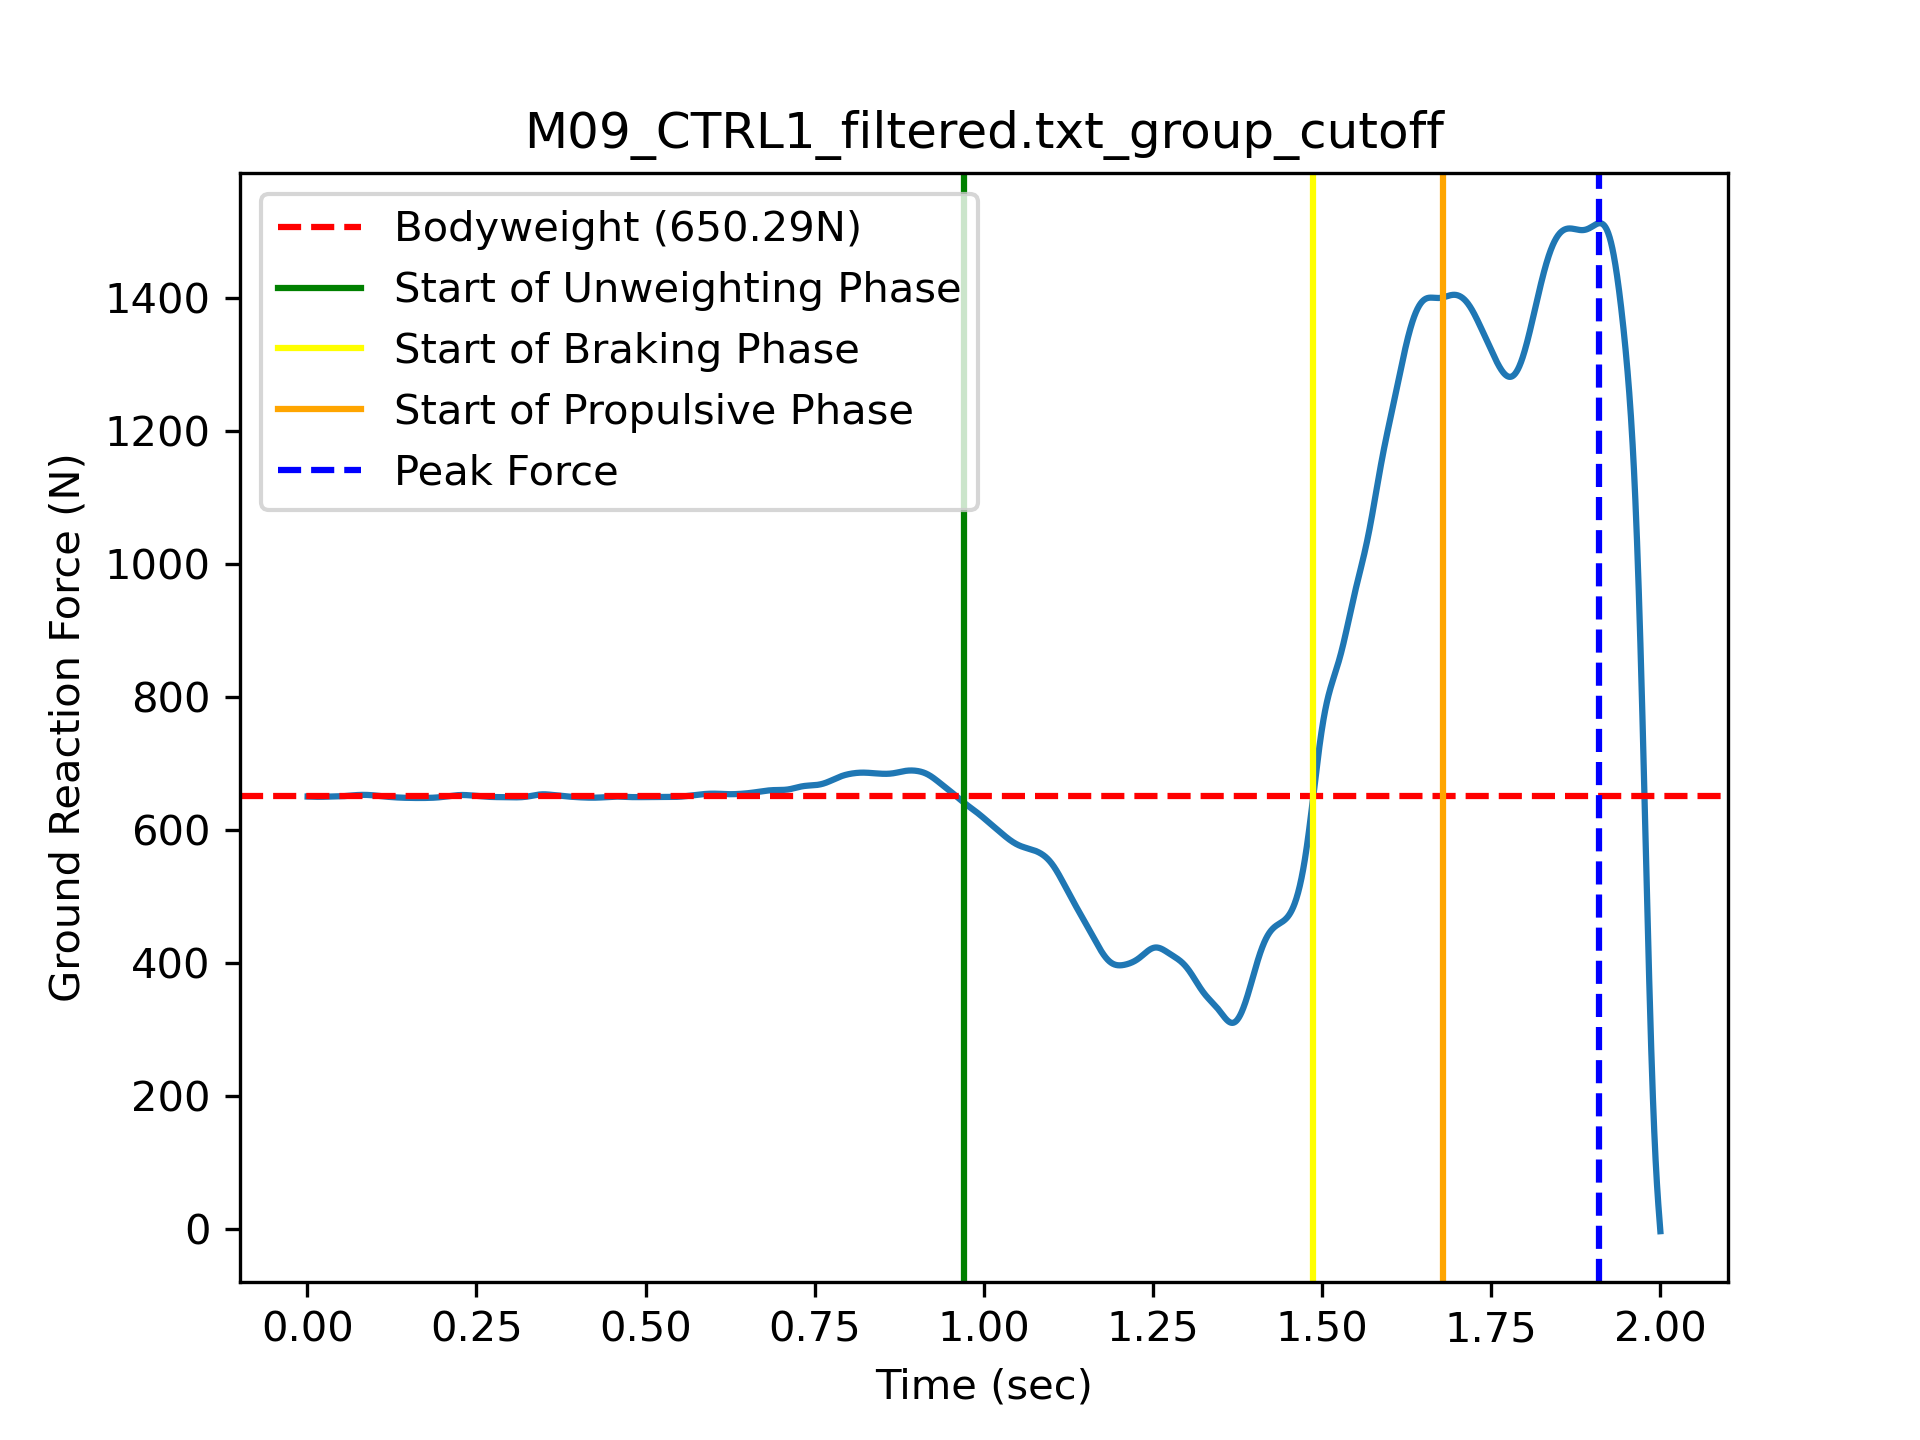 M09_CTRL1_filtered.txt_group_cutoff
Bodyweight (650.29N)
Start of Unweighting Phase
Start of Braking Phase
Start of Propulsive Phase
Peak Force
Ground Reaction Force (N)
1400
1200
1000
800
600
400
200
0
0.00 0.25 0.50 0.75 1.00 1.25 1.50 1.75 2.00
Time (sec)